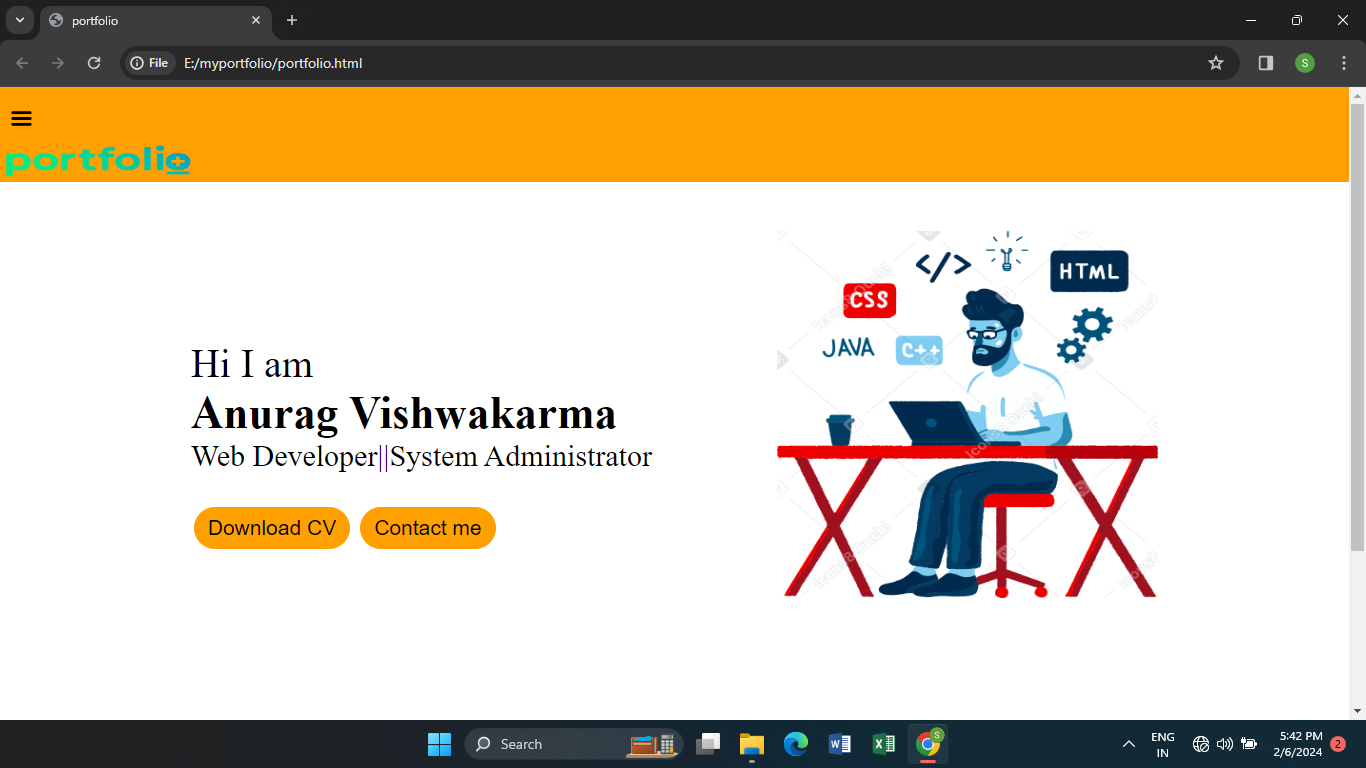 portfolio
File
E:/myportfolio/portfolio.html
S
portfolio
HTML
CSS
JAVA
C++
Hi I am
Anurag Vishwakarma
Web Developer||System Administrator
Download CV
Contact me
Search
S
ENG
IN
5:42 PM
2/6/2024
2